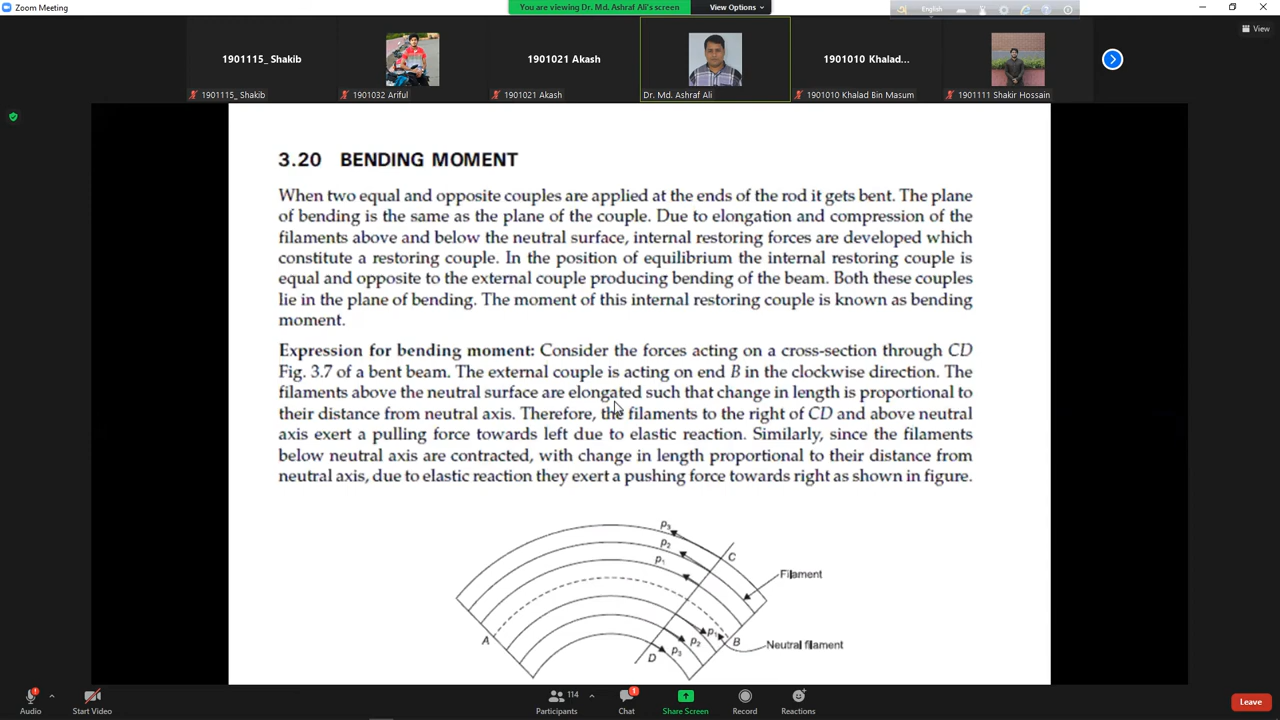 Zoom Meeting
You are viewing Dr. Md. Ashraf Ali's screen
View Options
English
View
1901115_ Shakib
1901021 Akash
1901010 Khalad...
1901115_ Shakib
1901032 Ariful
1901021 Akash
Dr. Md. Ashraf Ali
1901010 Khalad Bin Masum
1901111 Shakir Hossain
3.20 BENDING MOMENT
When two equal and opposite couples are applied at the ends of the rod it gets bent. The plane
of bending is the same as the plane of the couple. Due to elongation and compression of the
filaments above and below the neutral surface, internal restoring forces are developed which
constitute a restoring couple. In the position of equilibrium the internal restoring couple is
equal and opposite to the external couple producing bending of the beam. Both these couples
lie in the plane of bending. The moment of this internal restoring couple is known as bending
moment.
Expression for bending moment: Consider the forces acting on a cross-section through CD
Fig. 3.7 of a bent beam. The external couple is acting on end B in the clockwise direction. The
filaments above the neutral surface are elongated such that change in length is proportional to
their distance from neutral axis. Therefore, the filaments to the right of CD and above neutral
axis exert a pulling force towards left due to elastic reaction. Similarly, since the filaments
below neutral axis are contracted, with change in length proportional to their distance from
neutral axis, due to elastic reaction they exert a pushing force towards right as shown in figure.
p3
p2
p1
C
Filament
A
p1
B
p2
Neutral filament
p3
D
Audio
Start Video
114
Participants
1
Chat
Share Screen
Record
Reactions
Leave